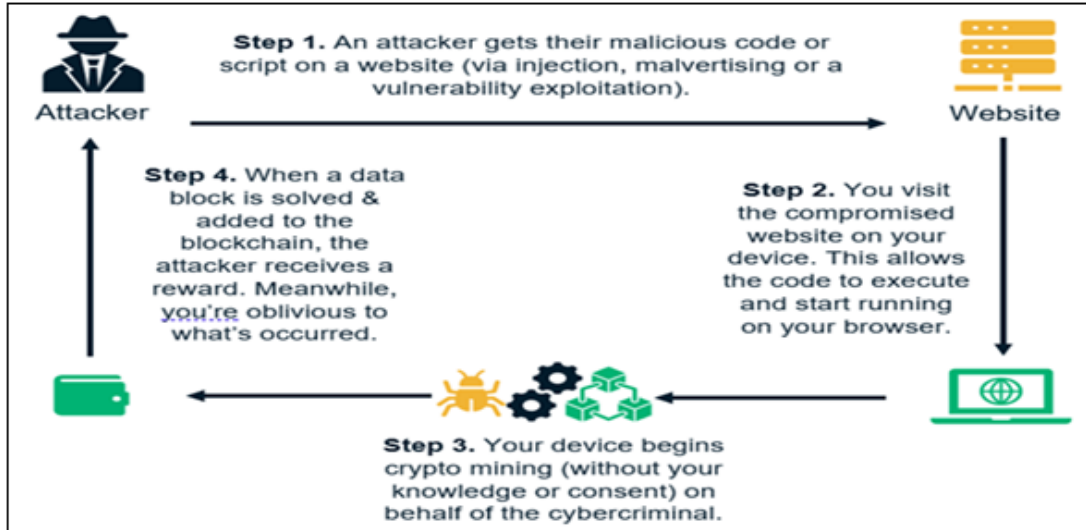 Step 1. An attacker gets their malicious code or
script on a website (via injection, malvertising or a
vulnerability exploitation).
Attacker
Website
Step 4. When a data
block is solved &
added to the
blockchain, the
attacker receives a
reward. Meanwhile,
you're oblivious to
what's occurred.
Step 2. You visit
the compromised
website on your
device. This allows
the code to execute
and start running
on your browser.
Step 3. Your device begins
crypto mining (without your
knowledge or consent) on
behalf of the cybercriminal.